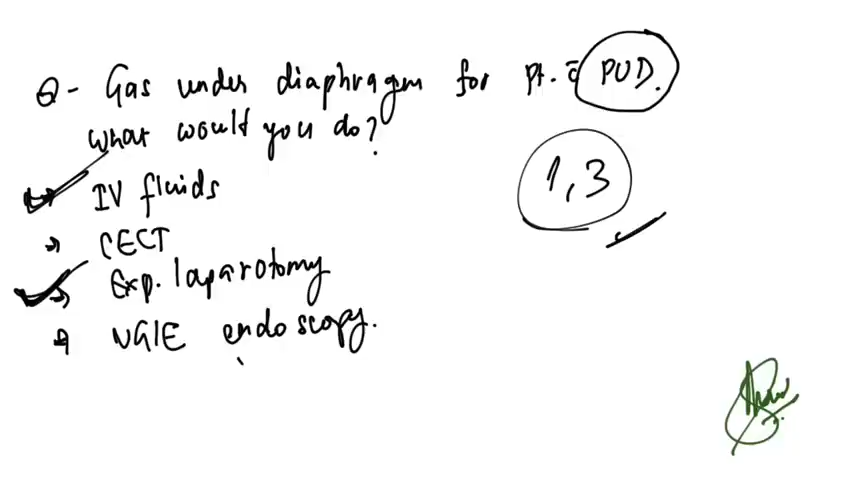 Q- Gas under diaphragm for pt. c̄ PUD.
What would you do?
IV fluids
1, 3
CECT
Exp. laparotomy
UGIE endoscopy.